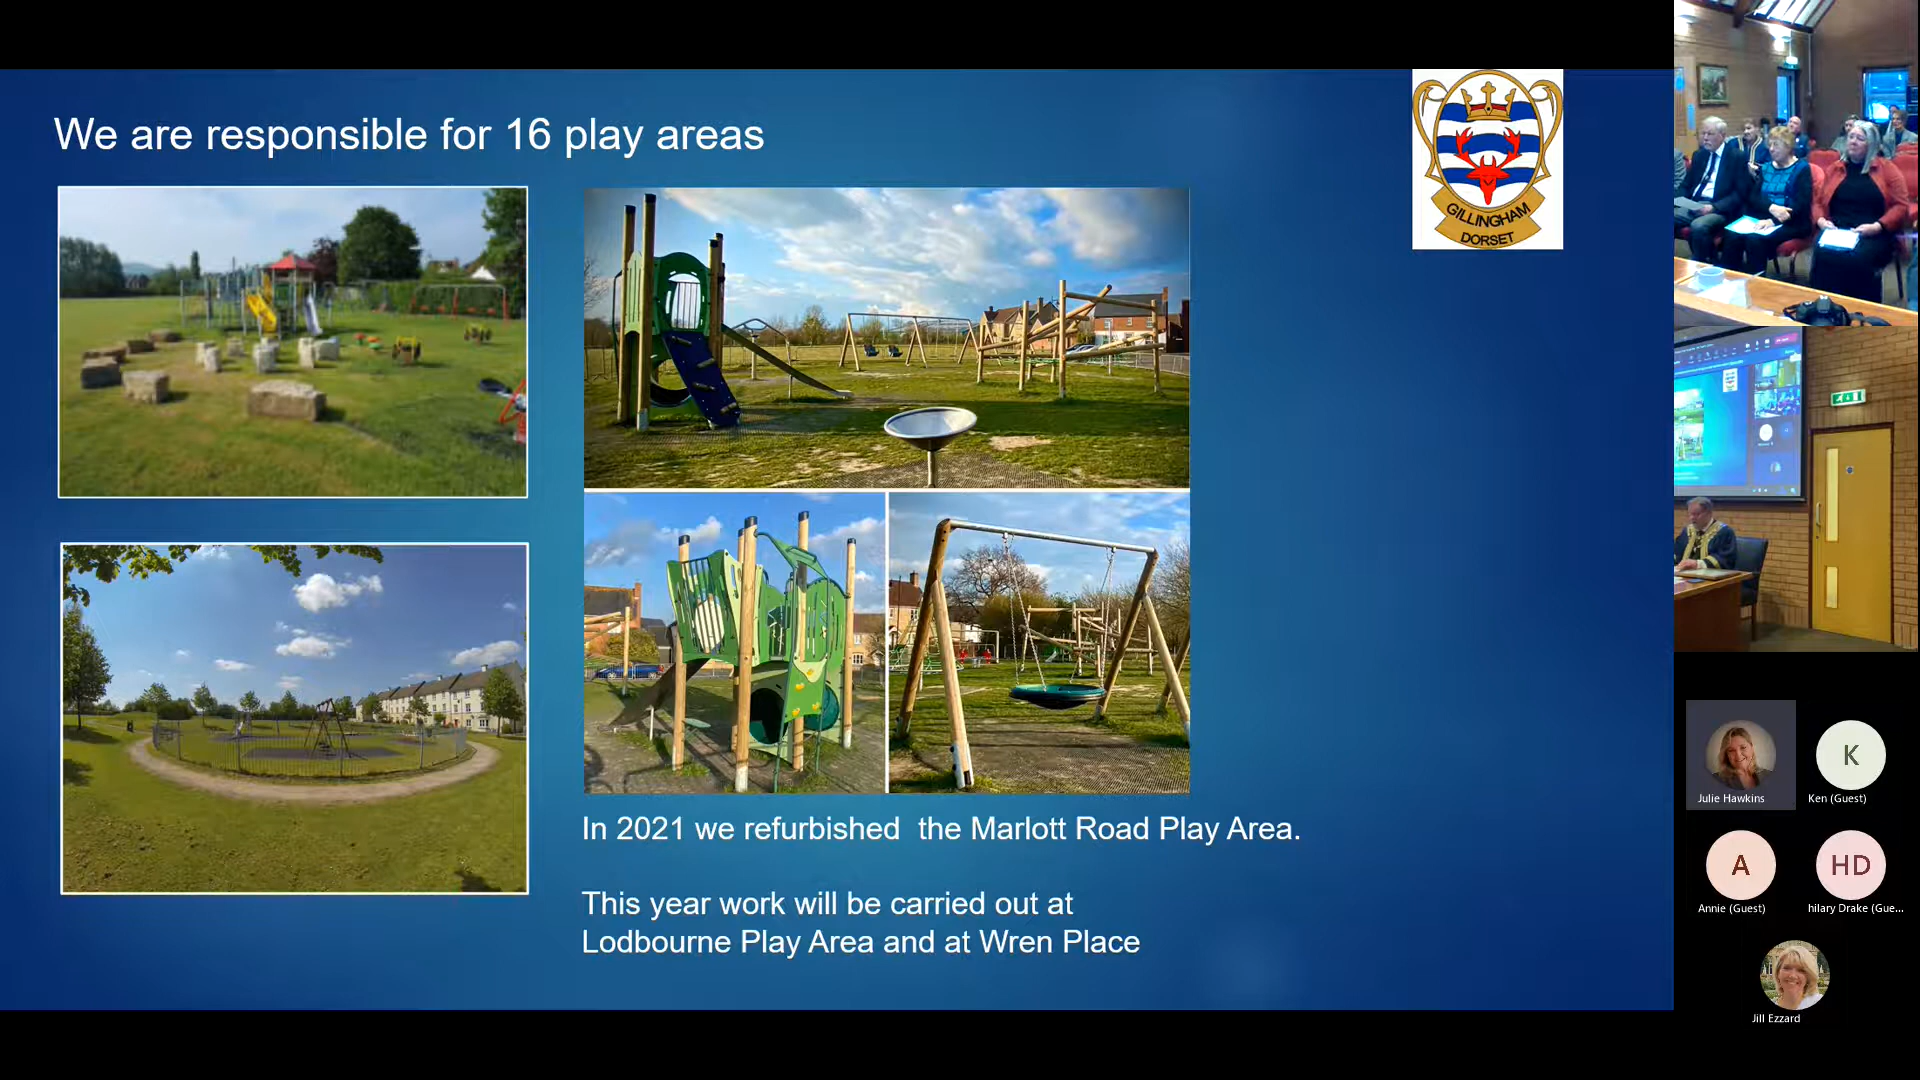 We are responsible for 16 play areas
GILLINGHAM
DORSET
In 2021 we refurbished  the Marlott Road Play Area.
This year work will be carried out at
Lodbourne Play Area and at Wren Place
Julie Hawkins
K
Ken (Guest)
A
Annie (Guest)
HD
hilary Drake (Gue...
Jill Ezzard